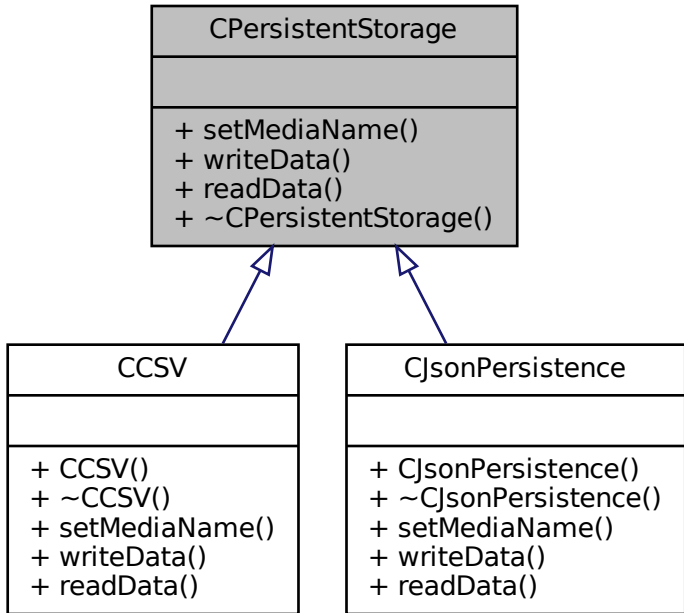 CPersistentStorage
+ setMediaName()
+ writeData()
+ readData()
+ ~CPersistentStorage()
CCSV
+ CCSV()
+ ~CCSV()
+ setMediaName()
+ writeData()
+ readData()
CJsonPersistence
+ CJsonPersistence()
+ ~CJsonPersistence()
+ setMediaName()
+ writeData()
+ readData()